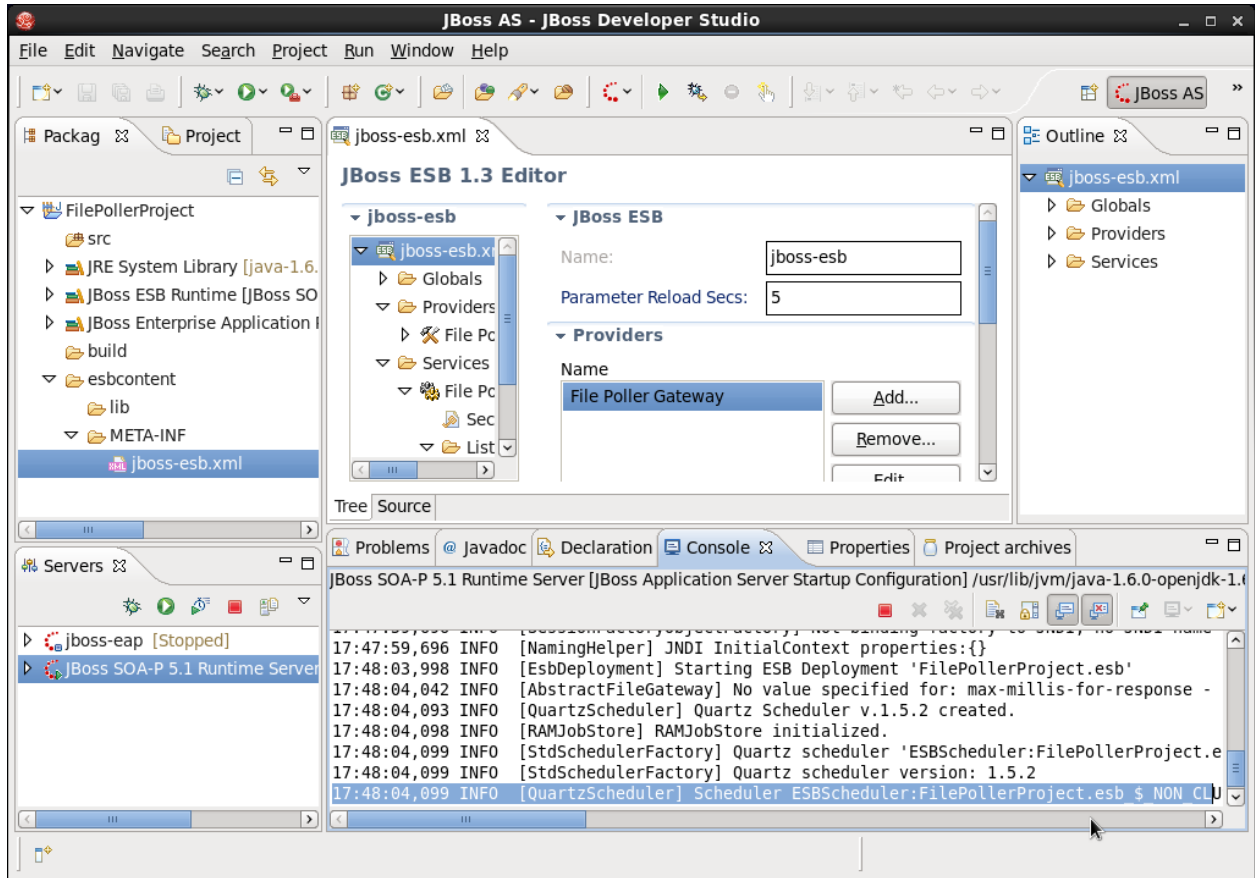 JBoss AS - JBoss Developer Studio
File Edit Navigate Search Project Run Window Help
JBoss AS
»
Packag
Project
FilePollerProject
src
JRE System Library [java-1.6.
JBoss ESB Runtime [JBoss SO
JBoss Enterprise Application
build
esbcontent
lib
META-INF
jboss-esb.xml
jboss-esb.xml
JBoss ESB 1.3 Editor
jboss-esb
jboss-esb.x
Globals
Providers
File Po
Services
File Po
Sec
List
JBoss ESB
Name: jboss-esb
Parameter Reload Secs: 5
Providers
Name
File Poller Gateway
Add...
Remove...
Edit
Tree Source
Outline
jboss-esb.xml
Globals
Providers
Services
Servers
jboss-eap [Stopped]
JBoss SOA-P 5.1 Runtime Server
Problems @ Javadoc Declaration Console Properties Project archives
JBoss SOA-P 5.1 Runtime Server [JBoss Application Server Startup Configuration] /usr/lib/jvm/java-1.6.0-openjdk-1.6
17:47:59,696 INFO [NamingHelper] JNDI InitialContext properties:{}
17:48:03,998 INFO [EsbDeployment] Starting ESB Deployment 'FilePollerProject.esb'
17:48:04,042 INFO [AbstractFileGateway] No value specified for: max-millis-for-response -
17:48:04,093 INFO [QuartzScheduler] Quartz Scheduler v.1.5.2 created.
17:48:04,098 INFO [RAMJobStore] RAMJobStore initialized.
17:48:04,099 INFO [StdSchedulerFactory] Quartz scheduler 'ESBScheduler:FilePollerProject.e
17:48:04,099 INFO [StdSchedulerFactory] Quartz scheduler version: 1.5.2
17:48:04,099 INFO [QuartzScheduler] Scheduler ESBScheduler:FilePollerProject.esb_$_NON_CLU